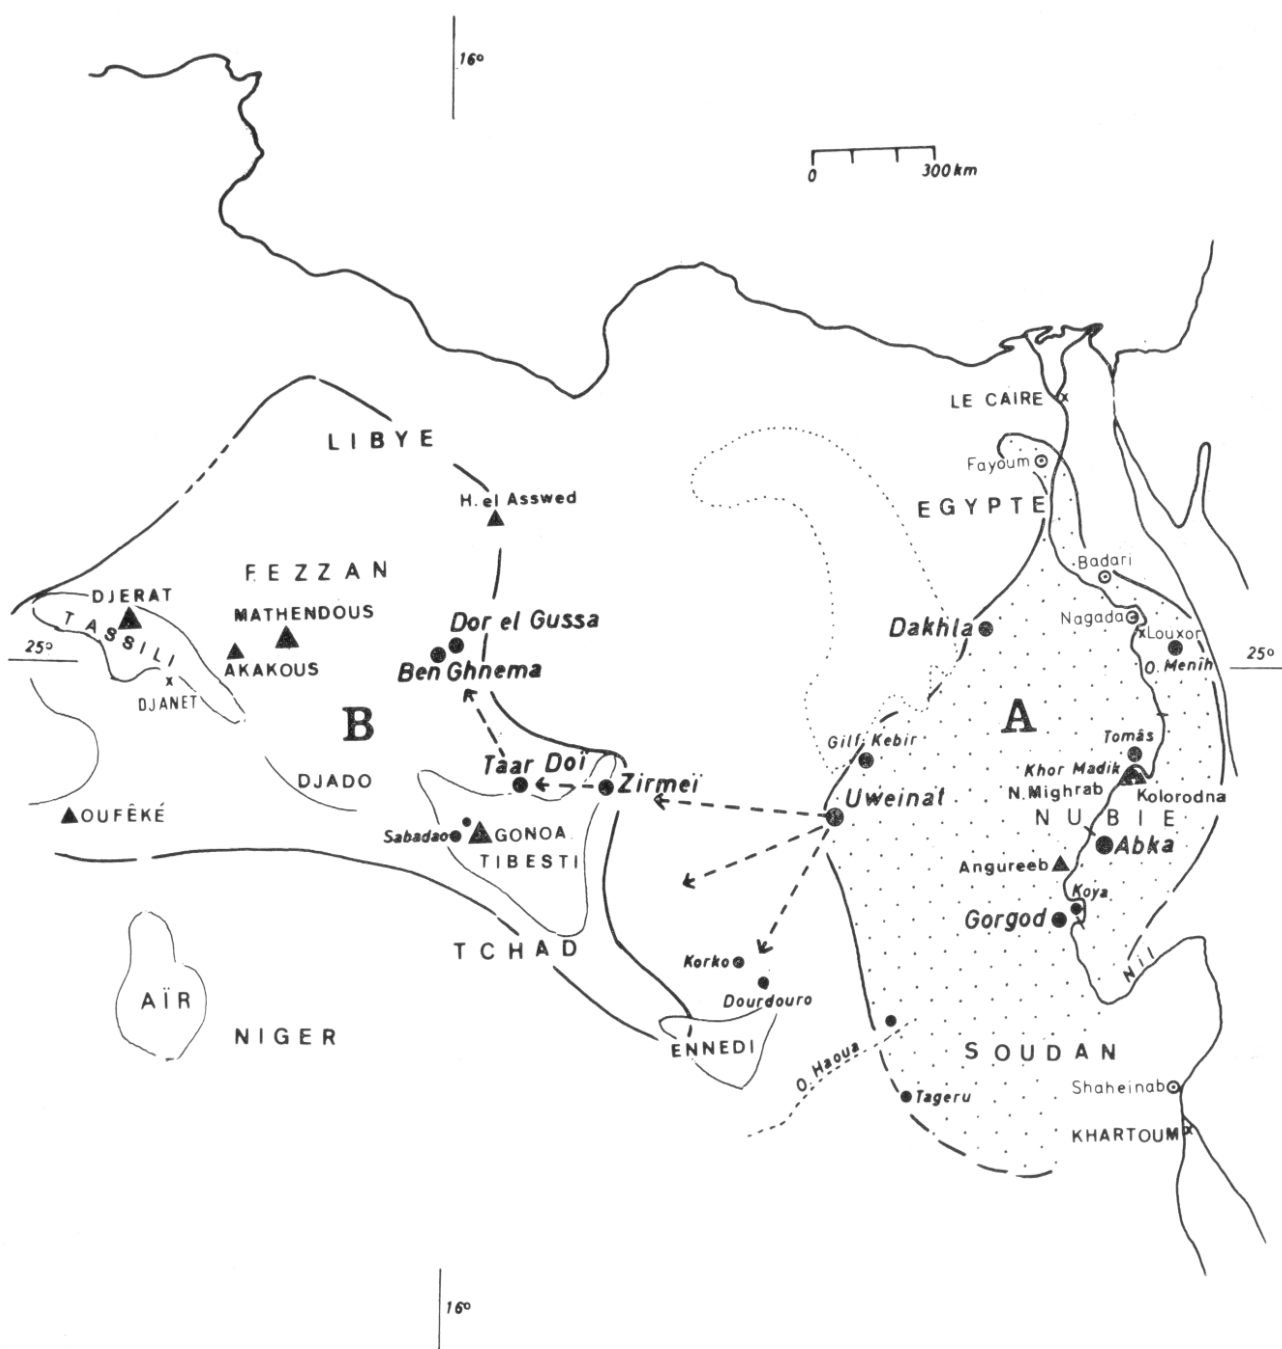 16°
0
300 km
LE CAIRE
Fayoum
LIBYE
EGYPTE
H. el Asswed
FEZZAN
Badari
DJERAT
MATHENDOUS
Dor el Gussa
Nagada
Dakhla
Louxor
TASSILI
25°
AKAKOUS
Ben Ghnema
O. Menîh
25°
DJANET
B
A
Gilf. Kebir
Tomâs
Taar Doï
Khor Madik
DJADO
Zirmeï
N. Mighrab
Kolorodna
Uweinat
OUFÊKÉ
NUBIE
Sabadao
GONOA
Abka
TIBESTI
Angureeb
Koya
Gorgod
TCHAD
Korko
Nil
Dourdouro
AÏR
NIGER
ENNEDI
SOUDAN
O. Haoua
Shaheinab
Tageru
KHARTOUM
16°